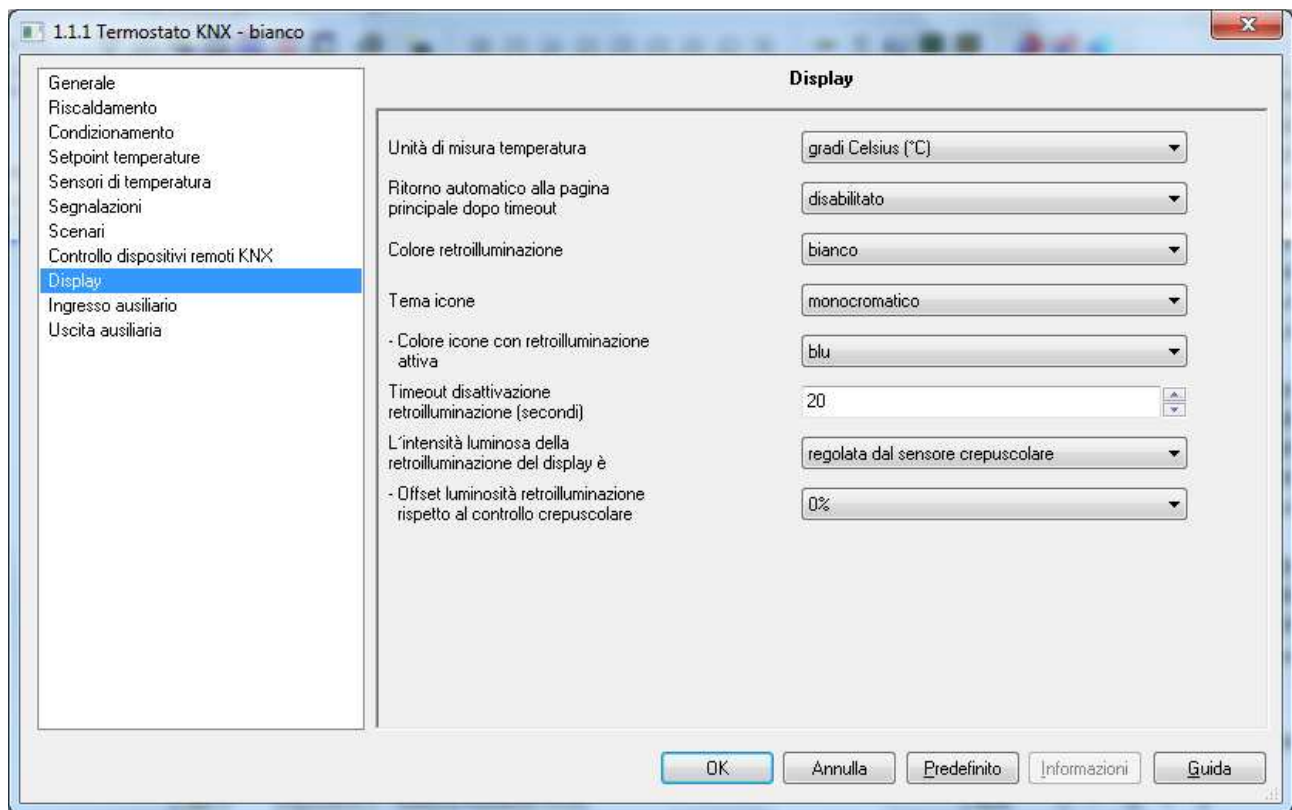 1.1.1 Termostato KNX - bianco
Generale
Riscaldamento
Condizionamento
Setpoint temperature
Sensori di temperatura
Segnalazioni
Scenari
Controllo dispositivi remoti KNX
Display
Ingresso ausiliario
Uscita ausiliaria
Display
Unità di misura temperatura
gradi Celsius (°C)
Ritorno automatico alla pagina
principale dopo timeout
disabilitato
Colore retroilluminazione
bianco
Tema icone
monocromatico
- Colore icone con retroilluminazione
attiva
blu
Timeout disattivazione
retroilluminazione (secondi)
20
L´intensità luminosa della
retroilluminazione del display è
regolata dal sensore crepuscolare
- Offset luminosità retroilluminazione
rispetto al controllo crepuscolare
0%
OK
Annulla
Predefinito
Informazioni
Guida